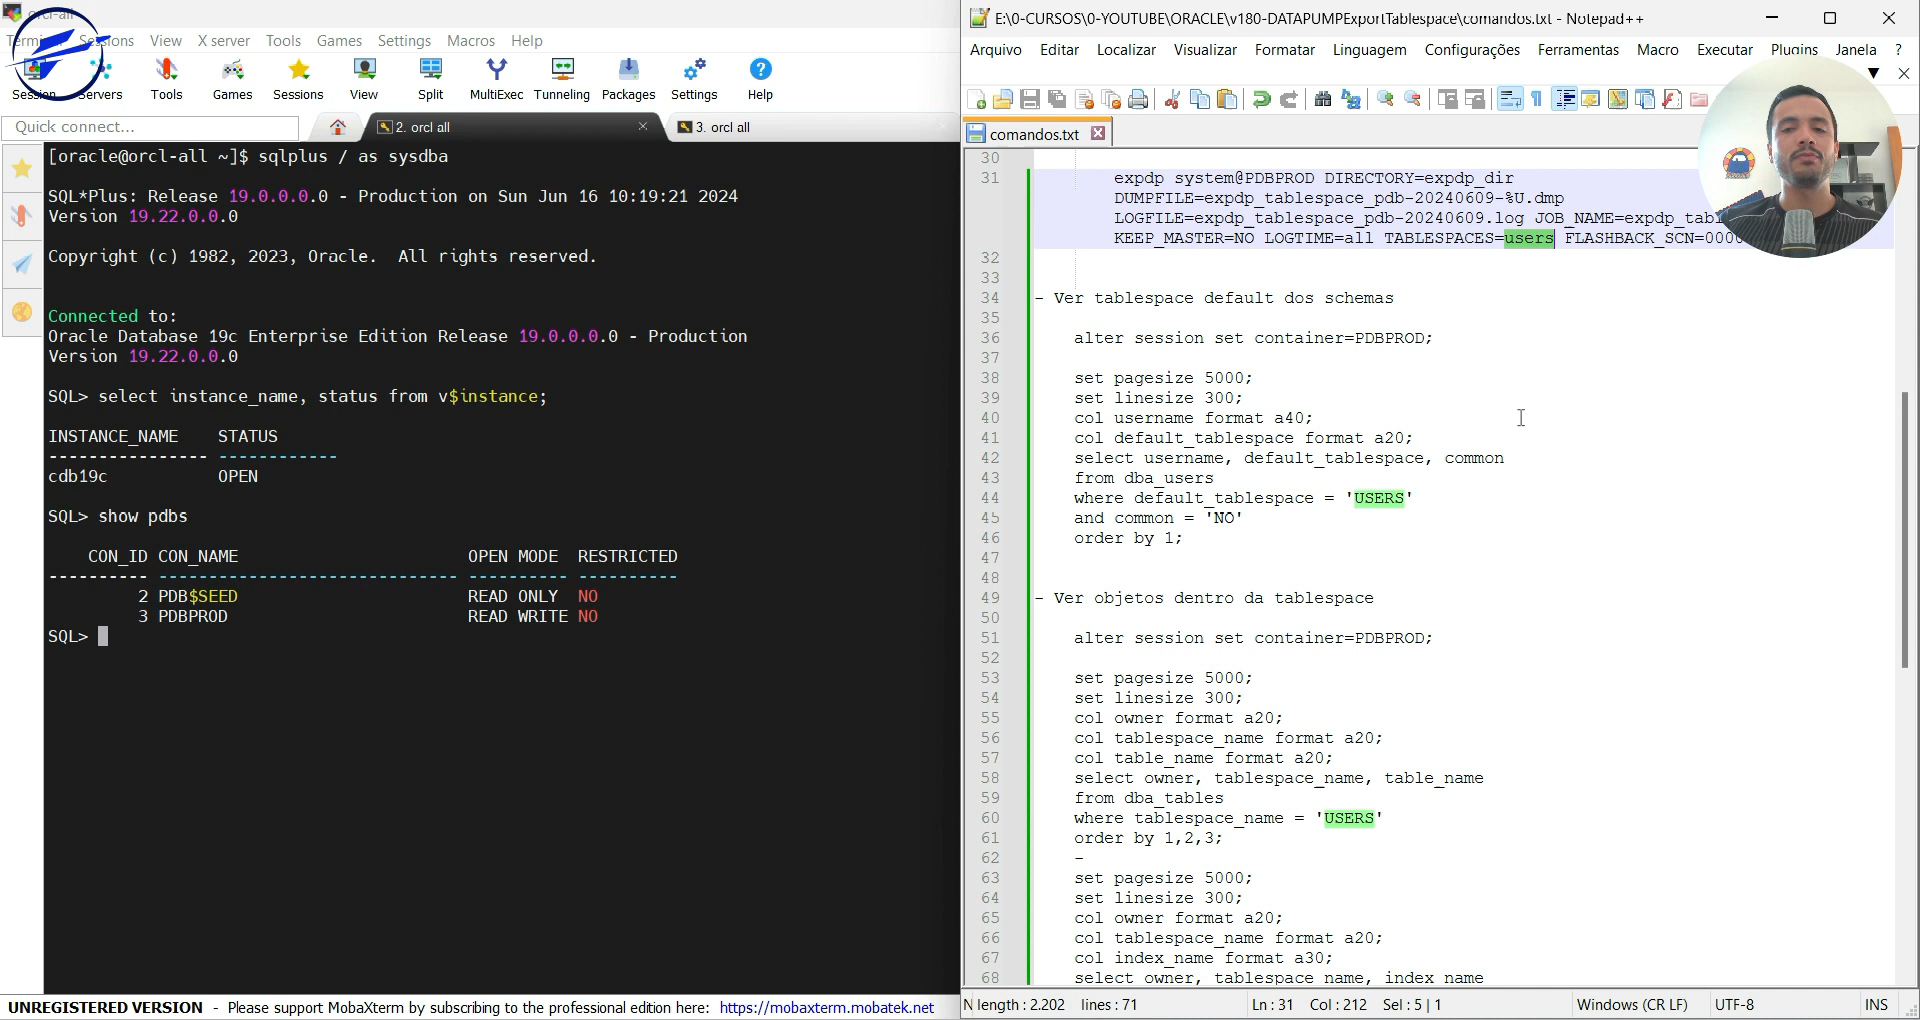 orcl-all
Sessions View X server Tools Games Settings Macros Help
Session Servers Tools Games Sessions View Split MultiExec Tunneling Packages Settings Help
Quick connect...
2. orcl all
3. orcl all
[oracle@orcl-all ~]$ sqlplus / as sysdba
SQL*Plus: Release 19.0.0.0.0 - Production on Sun Jun 16 10:19:21 2024
Version 19.22.0.0.0
Copyright (c) 1982, 2023, Oracle.  All rights reserved.
Connected to:
Oracle Database 19c Enterprise Edition Release 19.0.0.0.0 - Production
Version 19.22.0.0.0
SQL> select instance_name, status from v$instance;
INSTANCE_NAME    STATUS
---------------- ------------
cdb19c           OPEN
SQL> show pdbs
    CON_ID CON_NAME                       OPEN MODE  RESTRICTED
---------- ------------------------------ ---------- ----------
         2 PDB$SEED                       READ ONLY  NO
         3 PDBPROD                        READ WRITE NO
SQL>
UNREGISTERED VERSION - Please support MobaXterm by subscribing to the professional edition here: https://mobaxterm.mobatek.net
E:\0-CURSOS\0-YOUTUBE\ORACLE\v180-DATAPUMPExportTablespace\comandos.txt - Notepad++
Arquivo Editar Localizar Visualizar Formatar Linguagem Configurações Ferramentas Macro Executar Plugins Janela ?
comandos.txt
30
31 expdp system@PDBPROD DIRECTORY=expdp_dir
DUMPFILE=expdp_tablespace_pdb-20240609-%U.dmp
LOGFILE=expdp_tablespace_pdb-20240609.log JOB_NAME=expdp_tabl
KEEP_MASTER=NO LOGTIME=all TABLESPACES=users FLASHBACK_SCN=0000
32
33
34 - Ver tablespace default dos schemas
35
36 alter session set container=PDBPROD;
37
38 set pagesize 5000;
39 set linesize 300;
40 col username format a40;
41 col default_tablespace format a20;
42 select username, default_tablespace, common
43 from dba_users
44 where default_tablespace = 'USERS'
45 and common = 'NO'
46 order by 1;
47
48
49 - Ver objetos dentro da tablespace
50
51 alter session set container=PDBPROD;
52
53 set pagesize 5000;
54 set linesize 300;
55 col owner format a20;
56 col tablespace_name format a20;
57 col table_name format a20;
58 select owner, tablespace_name, table_name
59 from dba_tables
60 where tablespace_name = 'USERS'
61 order by 1,2,3;
62 -
63 set pagesize 5000;
64 set linesize 300;
65 col owner format a20;
66 col tablespace_name format a20;
67 col index_name format a30;
68 select owner, tablespace name, index name
N length : 2.202 lines : 71 Ln : 31 Col : 212 Sel : 5 | 1 Windows (CR LF) UTF-8 INS